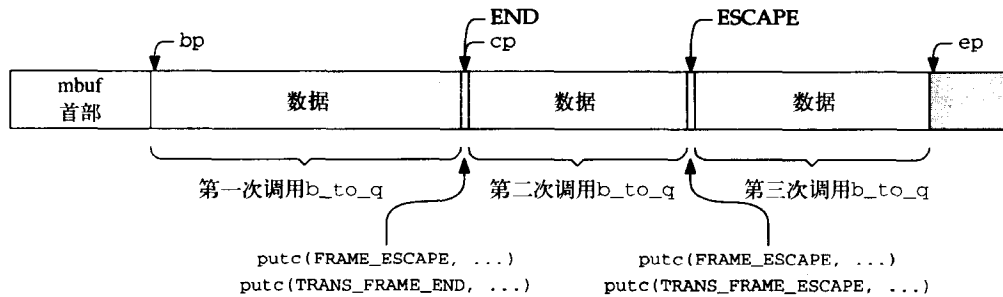 END
ESCAPE
bp
cp
ep
mbuf
首部
数据
数据
数据
第一次调用b_to_q
第二次调用b_to_q
第三次调用b_to_q
putc(FRAME_ESCAPE, ...)
putc(TRANS_FRAME_END, ...)
putc(FRAME_ESCAPE, ...)
putc(TRANS_FRAME_ESCAPE, ...)